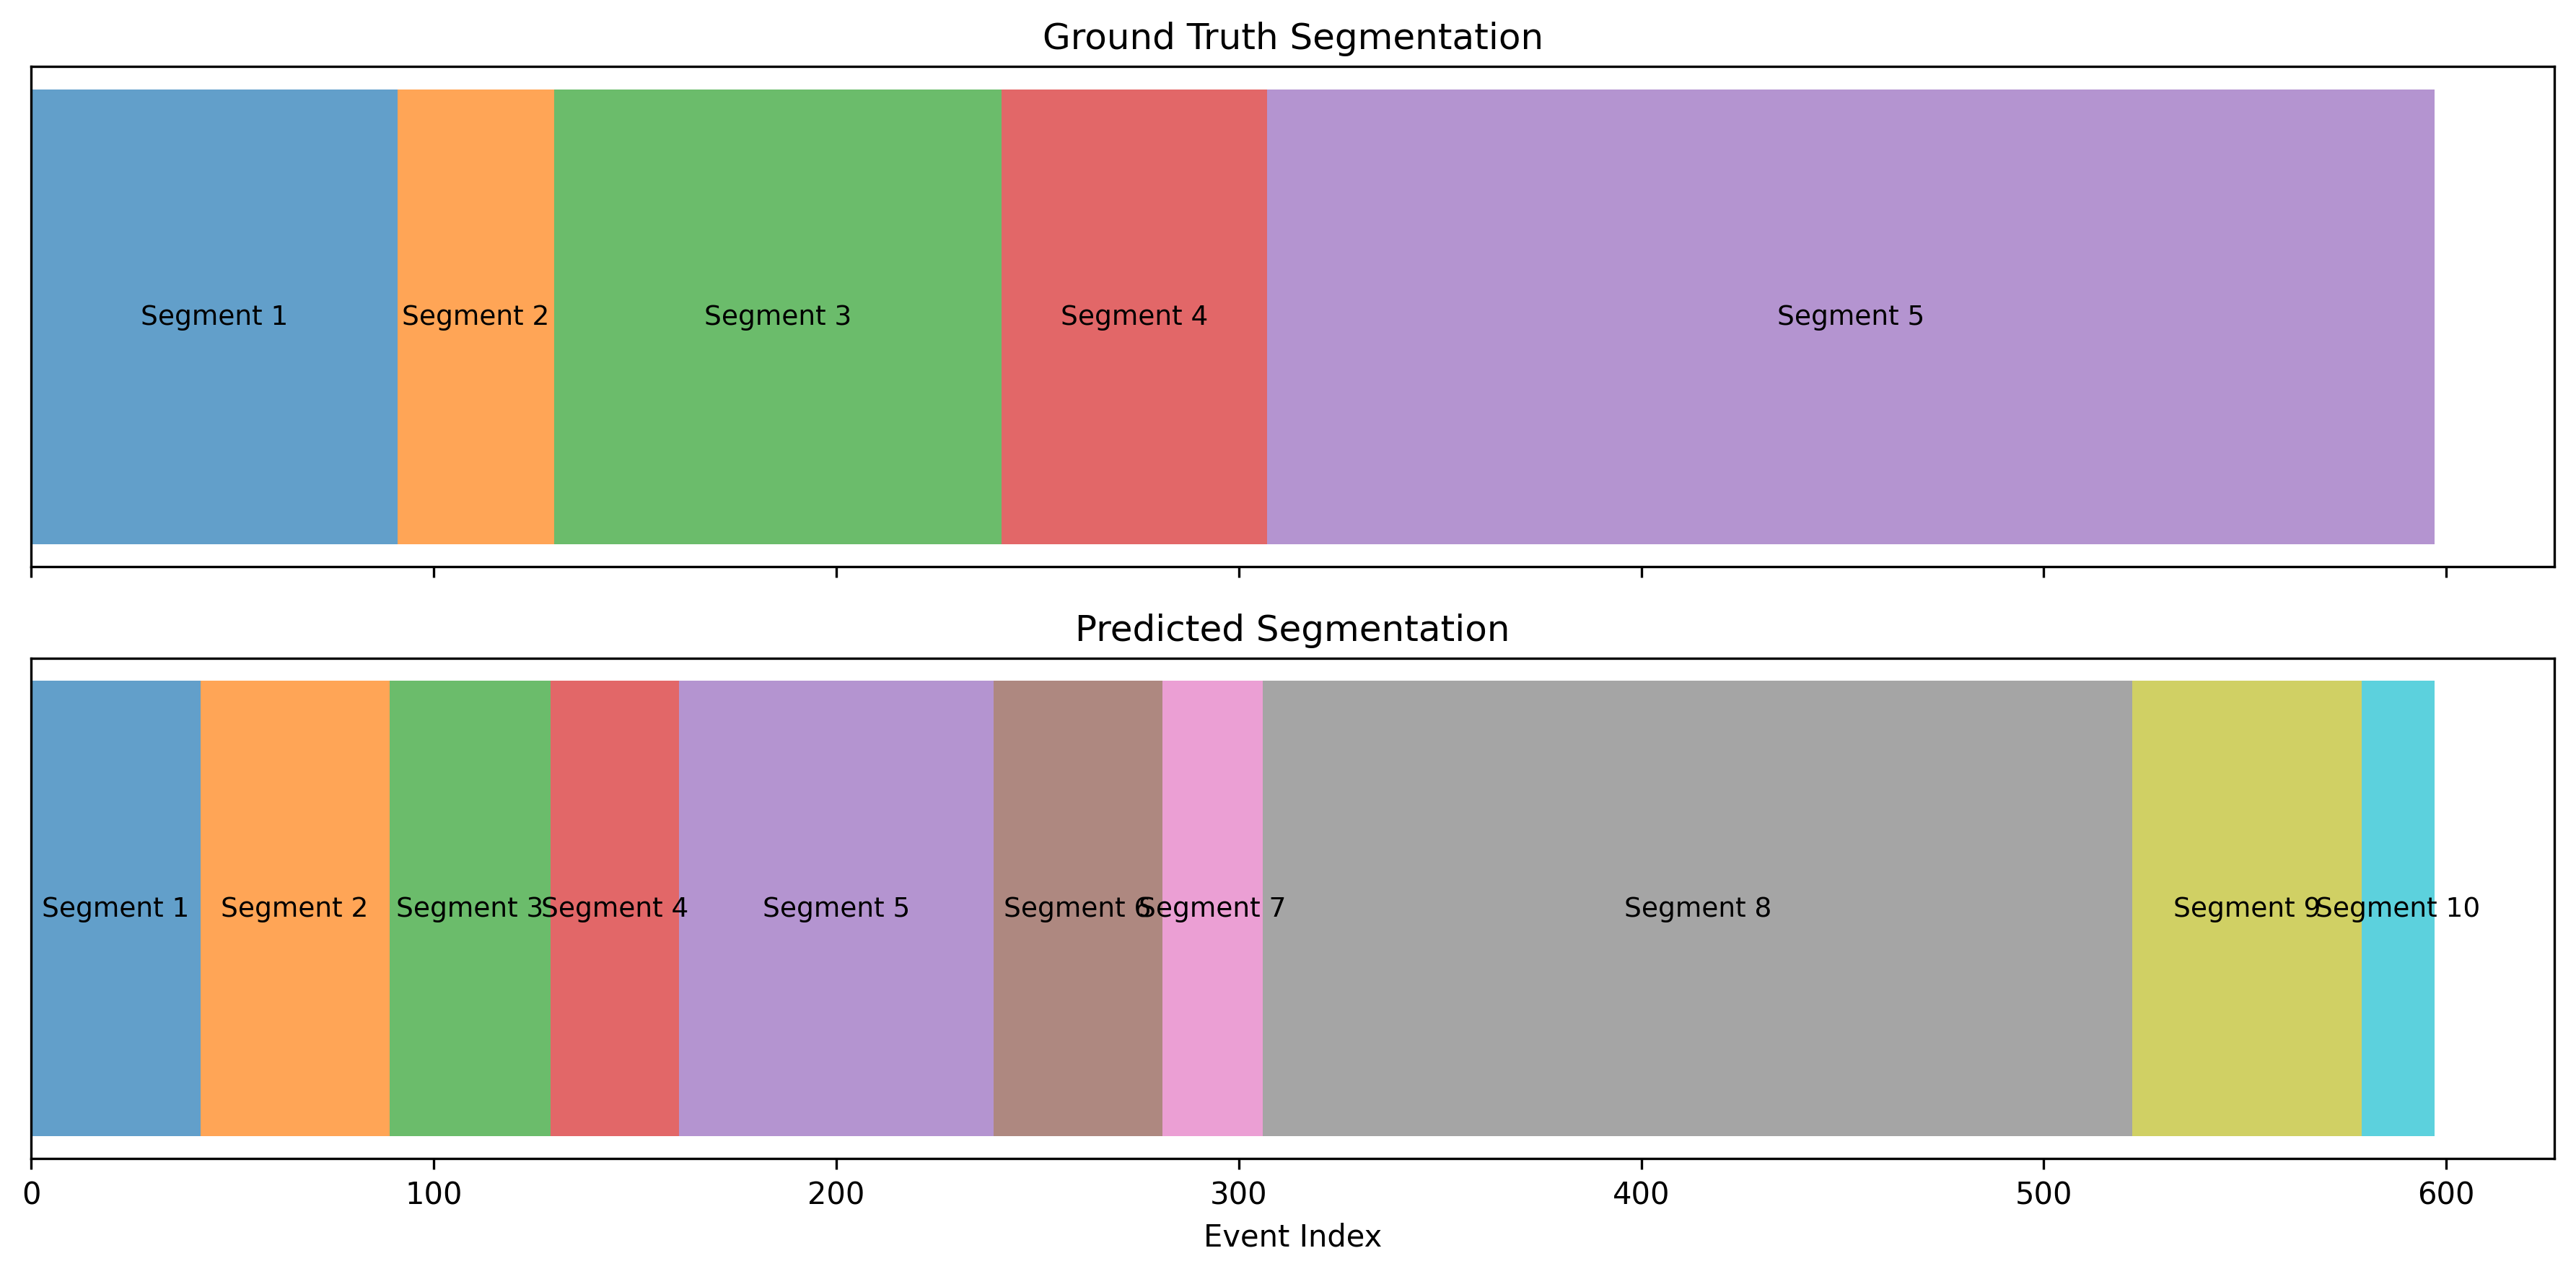 Ground Truth Segmentation
Segment 1 Segment 2 Segment 3 Segment 4 Segment 5
Predicted Segmentation
Segment 1 Segment 2 Segment 3 Segment 4 Segment 5 Segment 6 Segment 7 Segment 8 Segment 9 Segment 10
0 100 200 300 400 500 600
Event Index